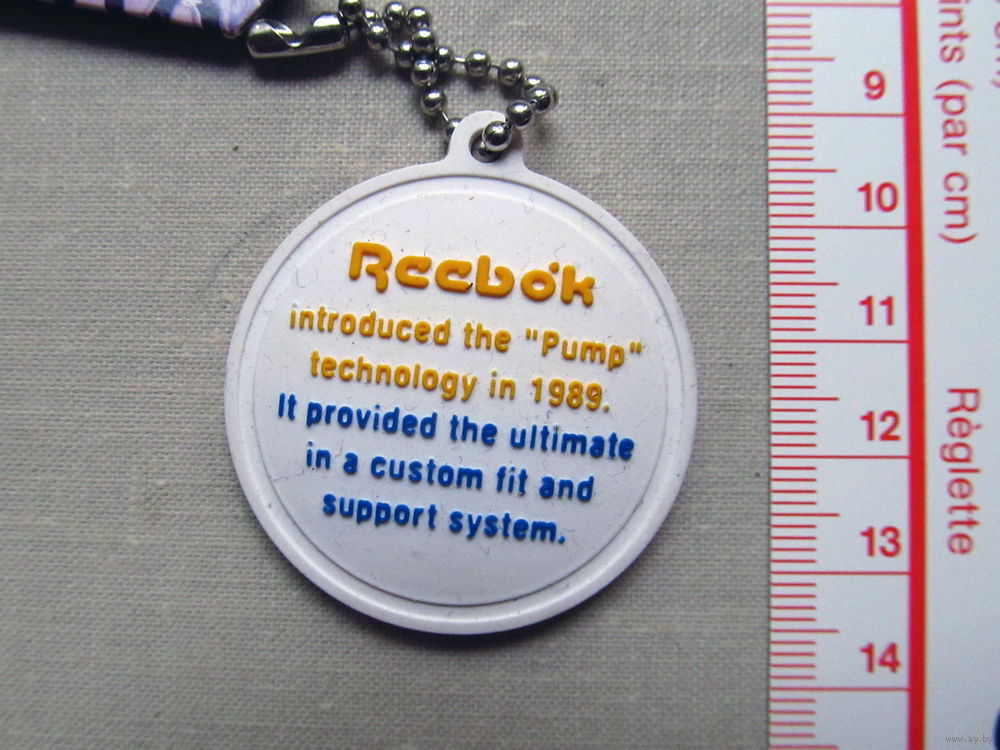 Reebok
introduced the "Pump"
technology in 1989.
It provided the ultimate
in a custom fit and
support system.
9
10
11
12
13
14
ints (par cm)
Règlette
www.ay.by